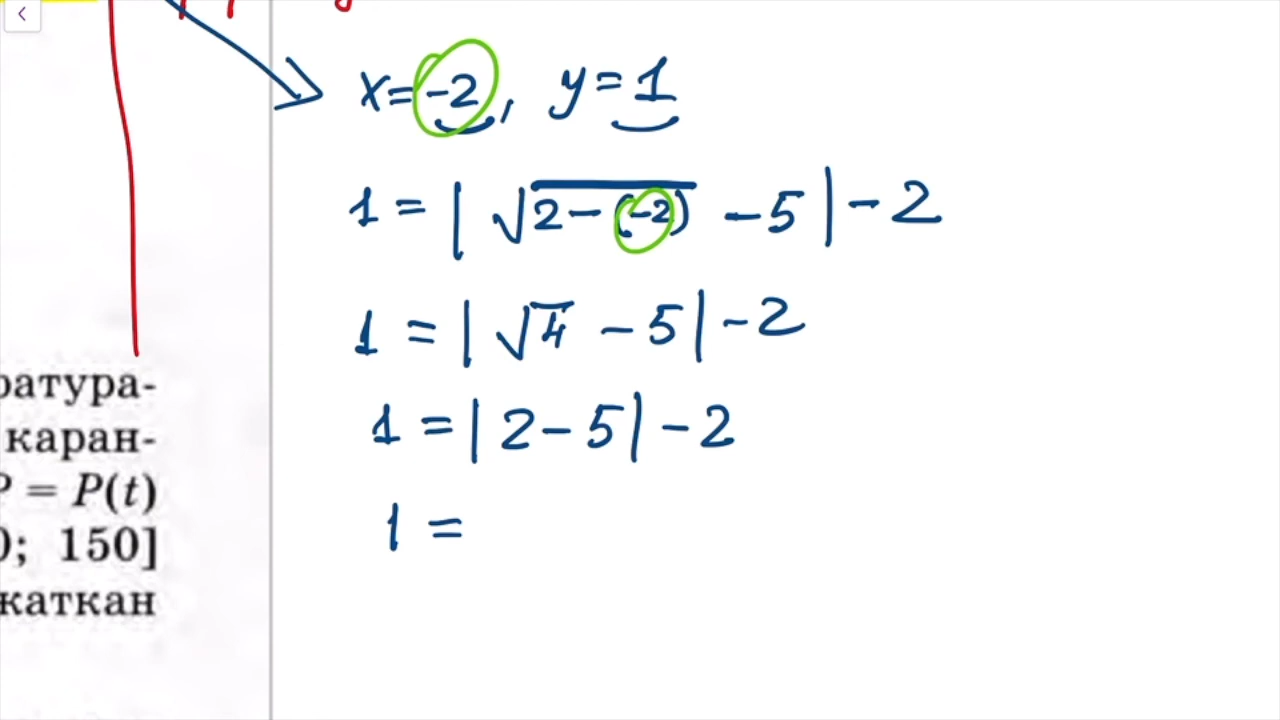 x=-2, y=1
1 = | √2-(-2) -5|-2
1 = | √4 -5|-2
1 = | 2-5|-2
1 =
ратура-
каран-
P = P(t)
0; 150]
каткан